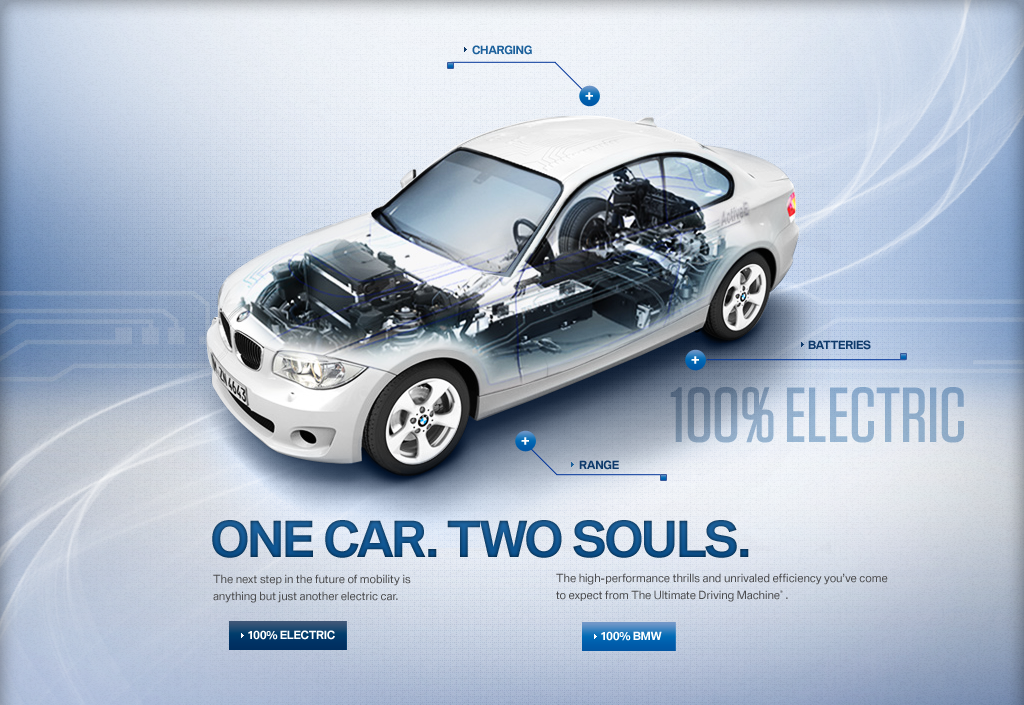 CHARGING
ActiveE
BATTERIES
100% ELECTRIC
RANGE
ONE CAR. TWO SOULS.
The next step in the future of mobility is
anything but just another electric car.
The high-performance thrills and unrivaled efficiency you've come
to expect from The Ultimate Driving Machine®.
100% ELECTRIC
100% BMW